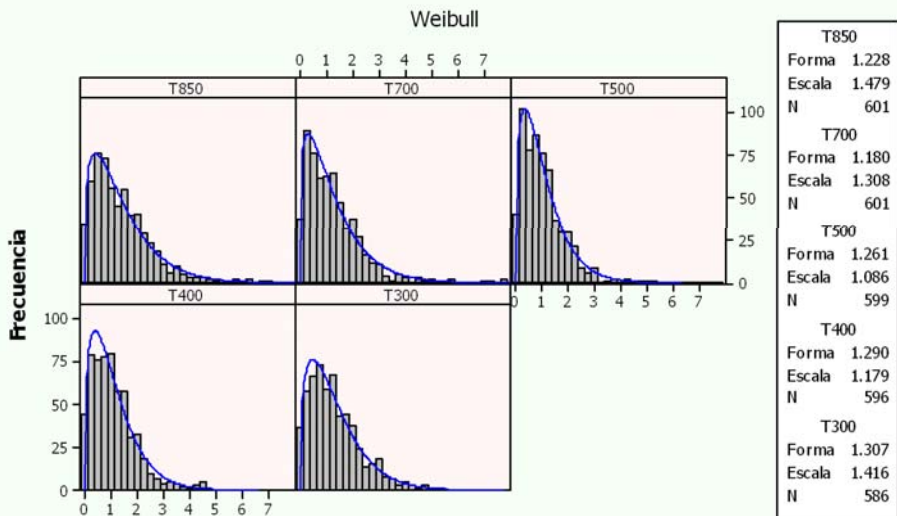 Weibull
0 1 2 3 4 5 6 7
T850 T700 T500
100
75
50
25
0
Frecuencia
0 1 2 3 4 5 6 7
T400 T300
100
75
50
25
0
0 1 2 3 4 5 6 7
T850
Forma 1.228
Escala 1.479
N 601
T700
Forma 1.180
Escala 1.308
N 601
T500
Forma 1.261
Escala 1.086
N 599
T400
Forma 1.290
Escala 1.179
N 596
T300
Forma 1.307
Escala 1.416
N 586